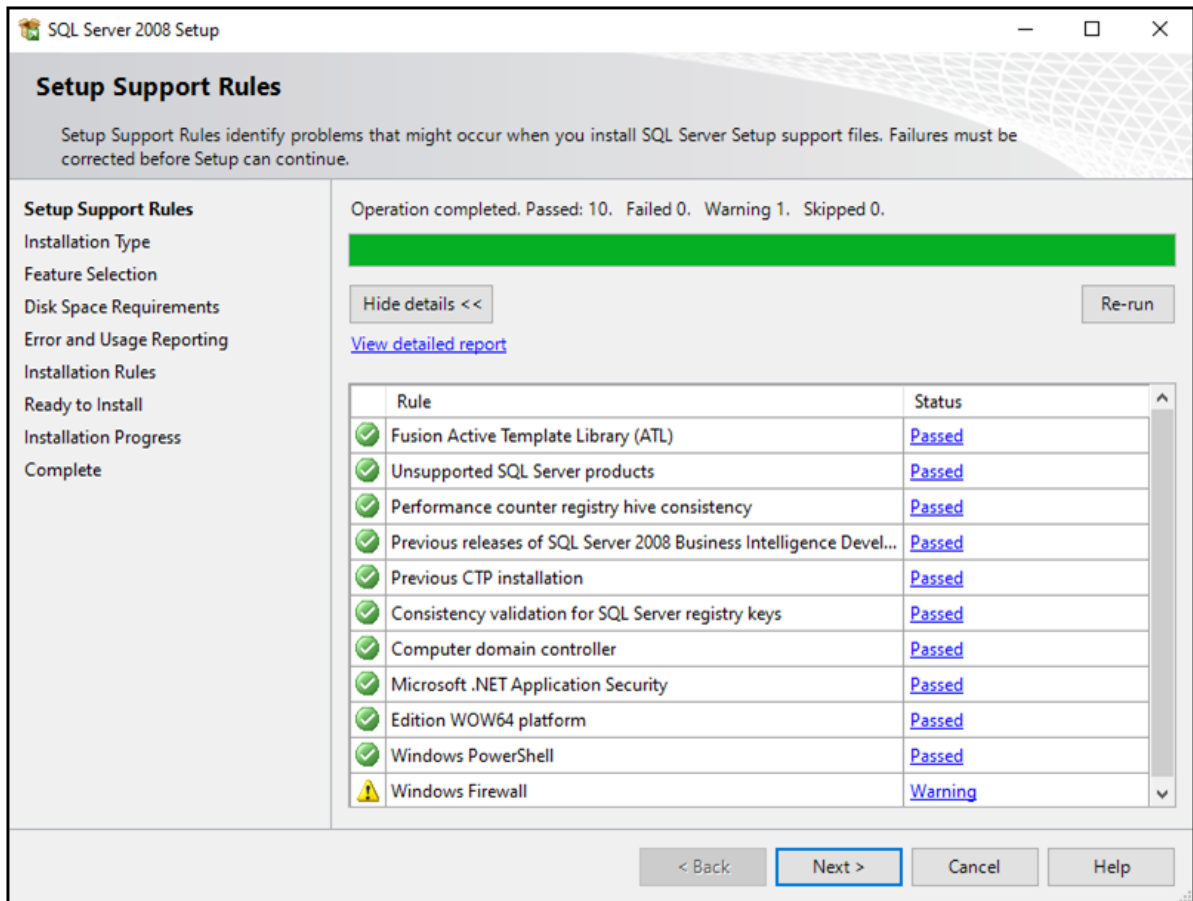 SQL Server 2008 Setup
Setup Support Rules
Setup Support Rules identify problems that might occur when you install SQL Server Setup support files. Failures must be
corrected before Setup can continue.
Setup Support Rules
Installation Type
Feature Selection
Disk Space Requirements
Error and Usage Reporting
Installation Rules
Ready to Install
Installation Progress
Complete
Operation completed. Passed: 10. Failed 0. Warning 1. Skipped 0.
Hide details <<
Re-run
View detailed report
Rule Status
Fusion Active Template Library (ATL) Passed
Unsupported SQL Server products Passed
Performance counter registry hive consistency Passed
Previous releases of SQL Server 2008 Business Intelligence Devel... Passed
Previous CTP installation Passed
Consistency validation for SQL Server registry keys Passed
Computer domain controller Passed
Microsoft .NET Application Security Passed
Edition WOW64 platform Passed
Windows PowerShell Passed
Windows Firewall Warning
< Back Next > Cancel Help